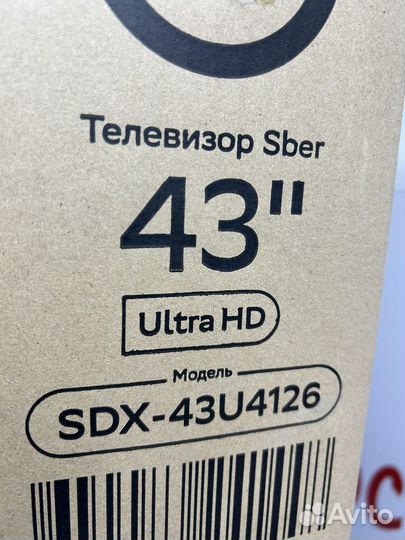 Телевизор Sber
43"
Ultra HD
Модель
SDX-43U4126
Avito